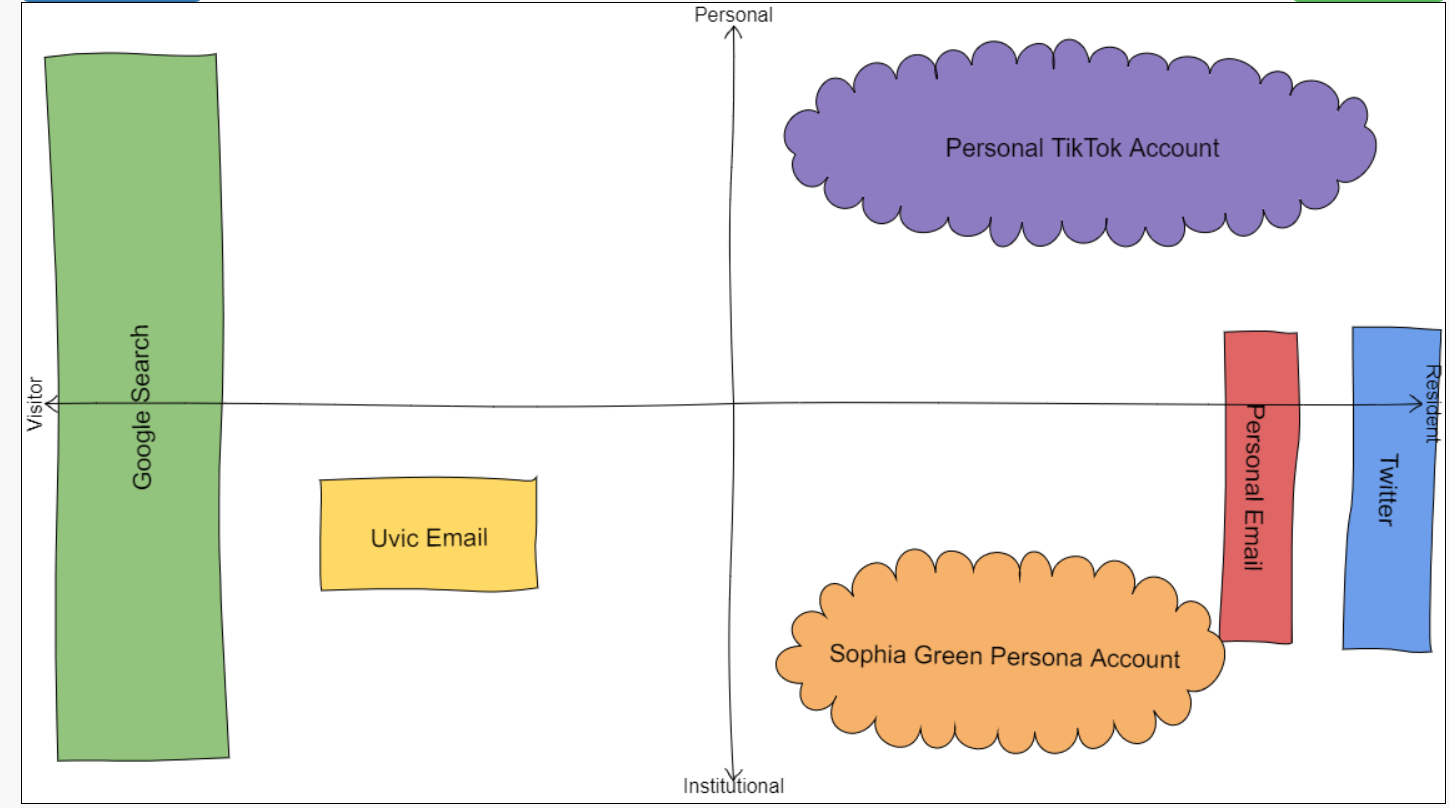 Personal
Personal TikTok Account
Google Search
Visitor
Resident
Personal Email
Twitter
Uvic Email
Sophia Green Persona Account
Institutional